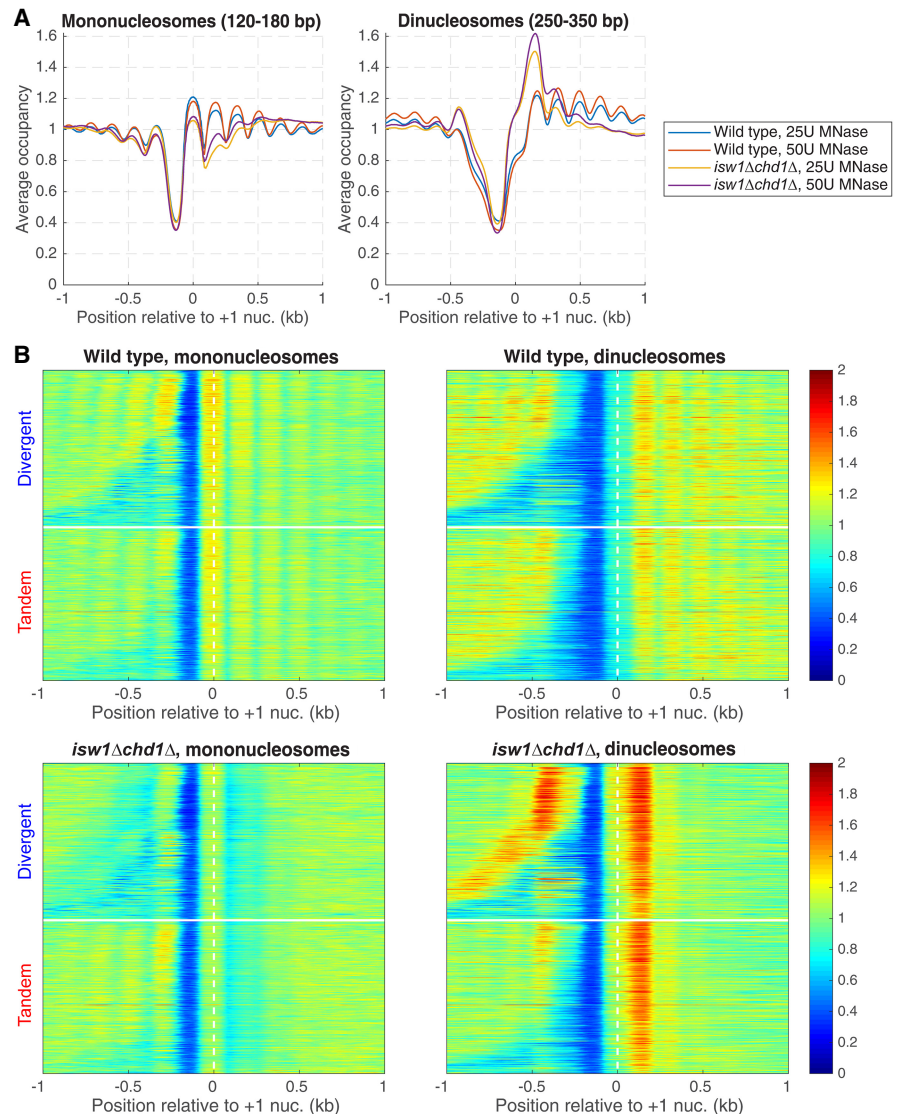 A
Mononucleosomes (120-180 bp)
Dinucleosomes (250-350 bp)
1.6
1.4
1.2
1
0.8
0.6
0.4
0.2
0
Average occupancy
-1
-0.5
0
0.5
1
Position relative to +1 nuc. (kb)
1.6
1.4
1.2
1
0.8
0.6
0.4
0.2
0
Average occupancy
-1
-0.5
0
0.5
1
Position relative to +1 nuc. (kb)
Wild type, 25U MNase
Wild type, 50U MNase
isw1Δchd1Δ, 25U MNase
isw1Δchd1Δ, 50U MNase
B
Wild type, mononucleosomes
Divergent
Tandem
-1
-0.5
0
0.5
1
Position relative to +1 nuc. (kb)
Wild type, dinucleosomes
-1
-0.5
0
0.5
1
Position relative to +1 nuc. (kb)
2
1.8
1.6
1.4
1.2
1
0.8
0.6
0.4
0.2
0
isw1Δchd1Δ, mononucleosomes
Divergent
Tandem
-1
-0.5
0
0.5
1
Position relative to +1 nuc. (kb)
isw1Δchd1Δ, dinucleosomes
-1
-0.5
0
0.5
1
Position relative to +1 nuc. (kb)
2
1.8
1.6
1.4
1.2
1
0.8
0.6
0.4
0.2
0